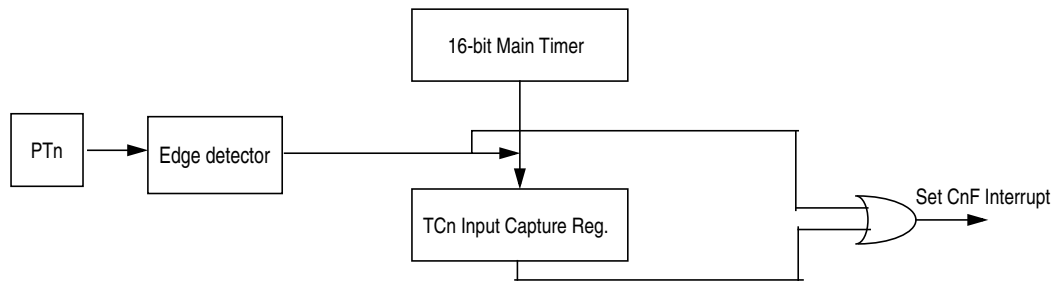 16-bit Main Timer
PTn
Edge detector
TCn Input Capture Reg.
Set CnF Interrupt